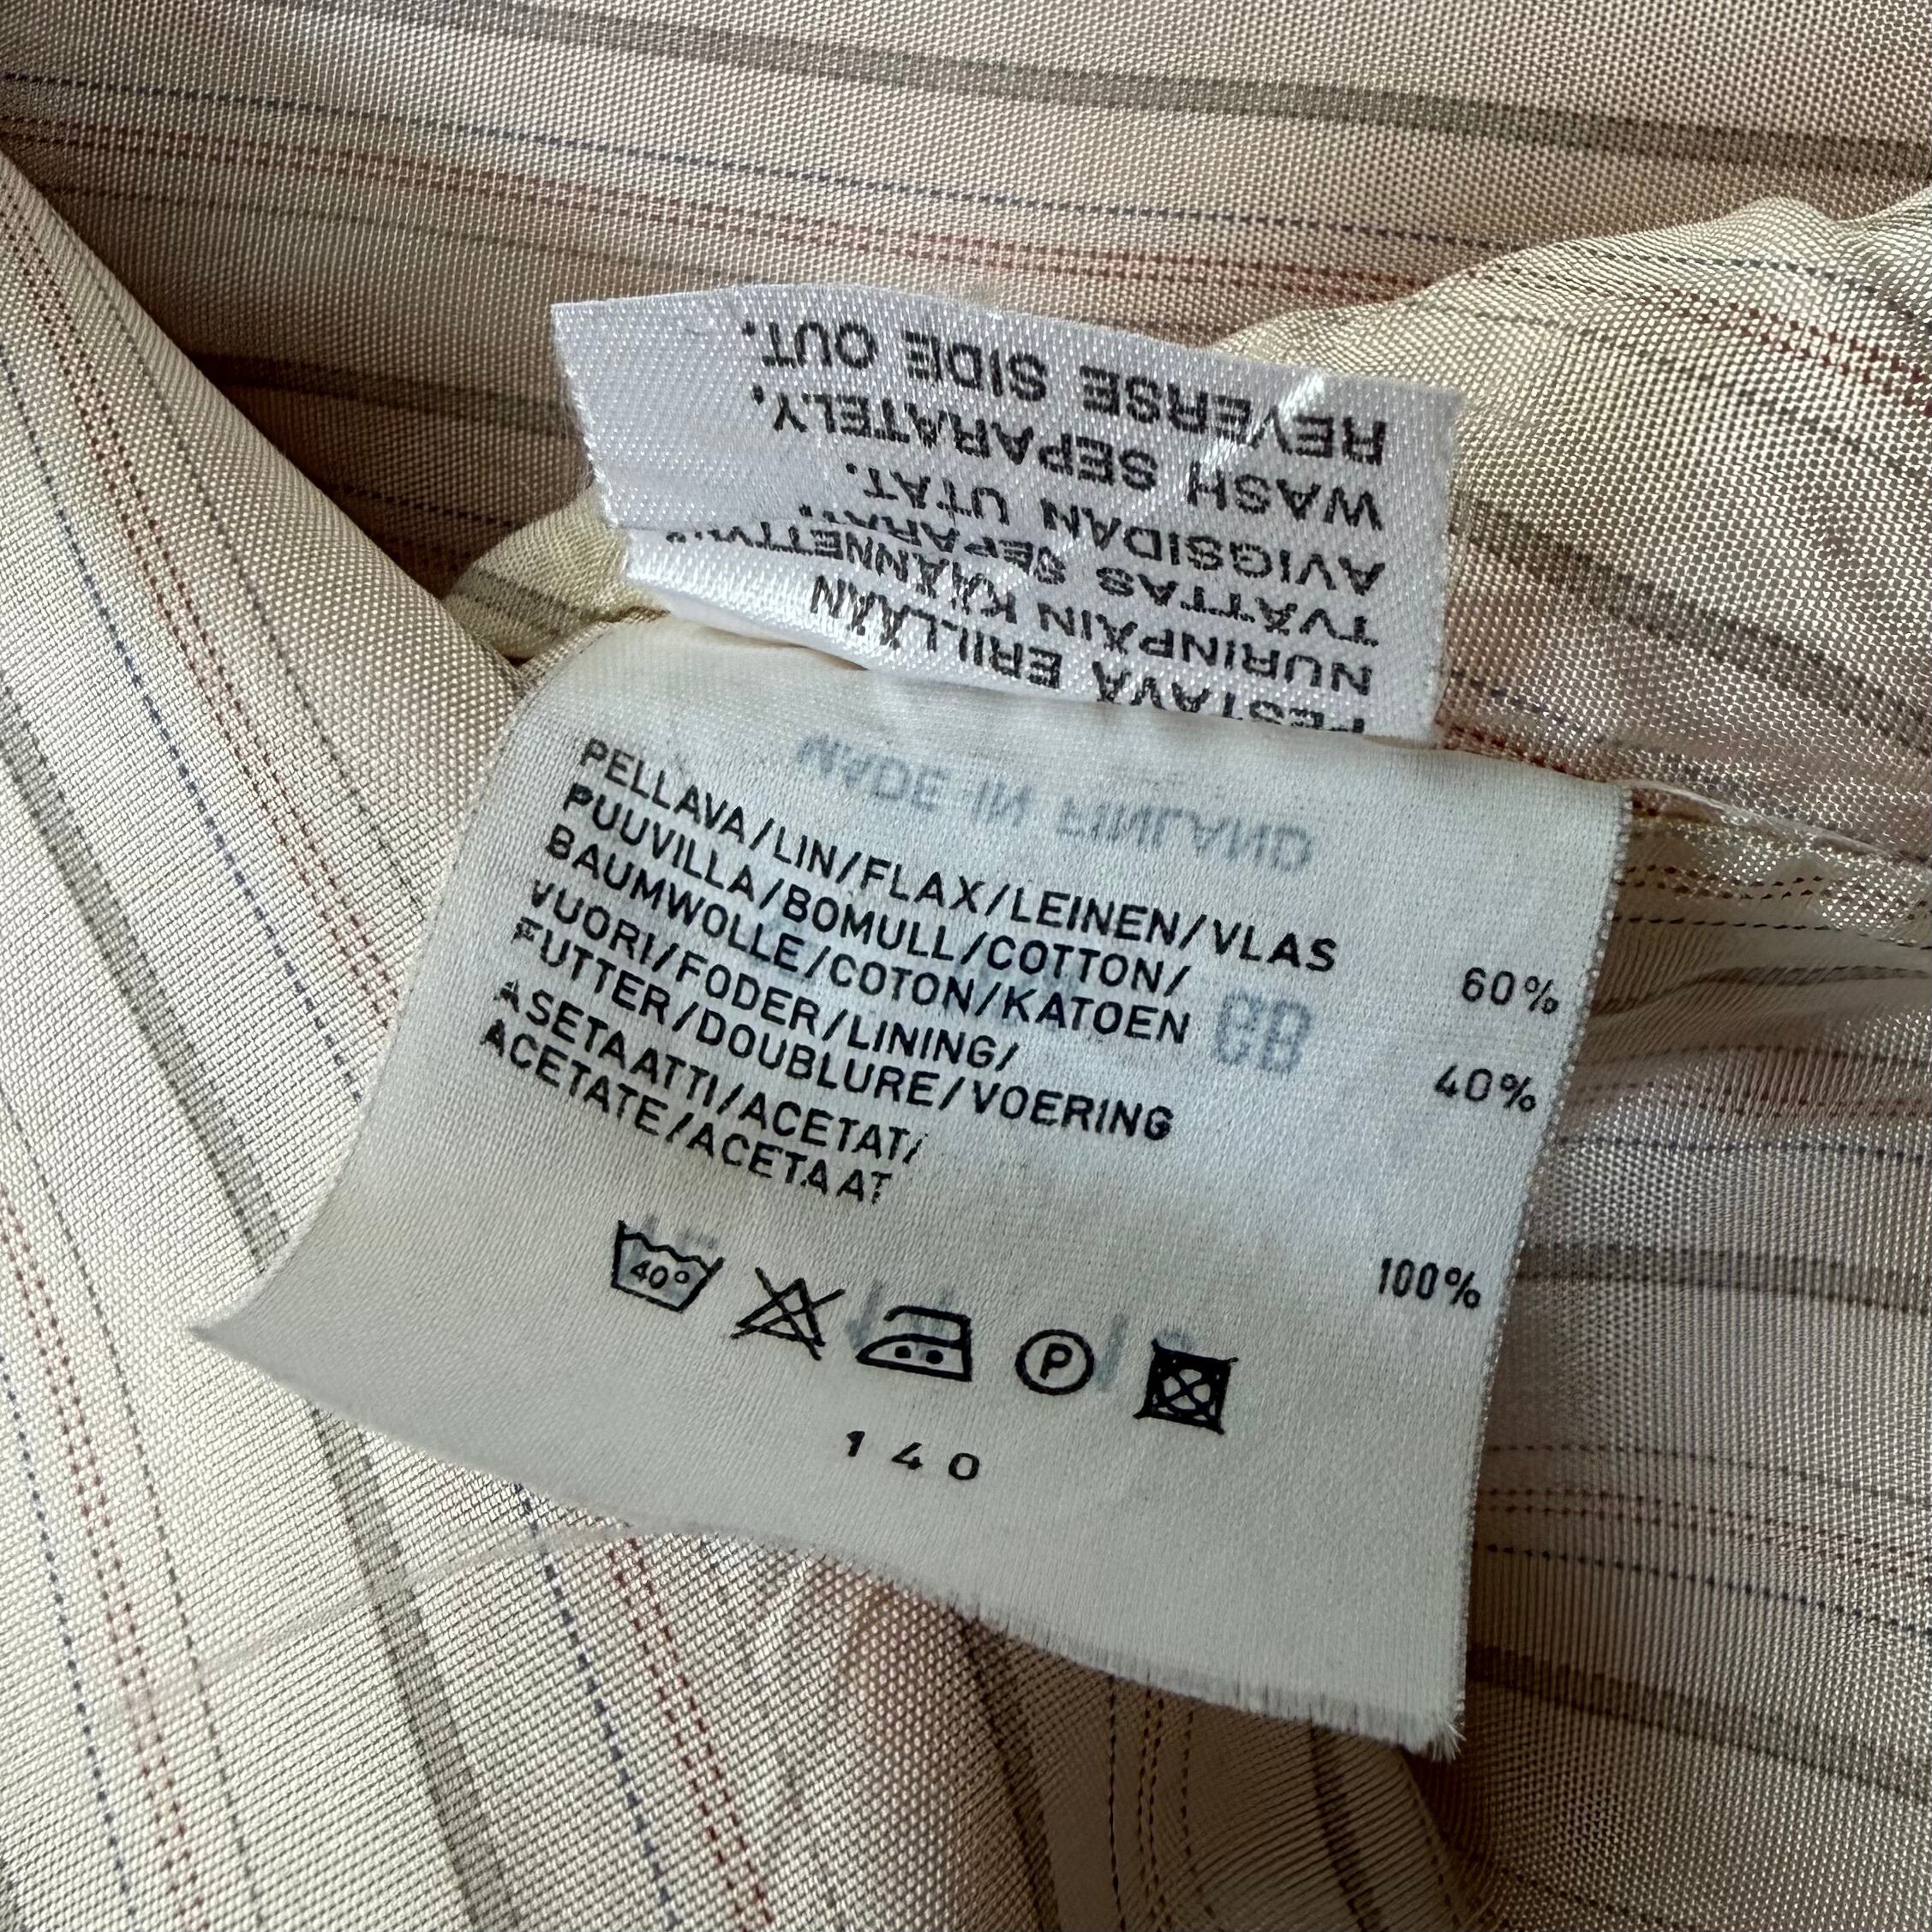 PESTÄVÄ ERILLÄÄN
NURINPÄIN KÄÄNNETTYNÄ.
TVÄTTAS SEPARAT.
AVIGSIDAN UTÅT.
WASH SEPARATELY.
REVERSE SIDE OUT.
MADE IN FINLAND
PELLAVA/LIN/FLAX/LEINEN/VLAS 60%
PUUVILLA/BOMULL/COTTON/
BAUMWOLLE/COTON/KATOEN 40%
VUORI/FODER/LINING/
FUTTER/DOUBLURE/VOERING
ASETAATTI/ACETAT/
ACETATE/ACETAAT 100%
GB
40°
P
140